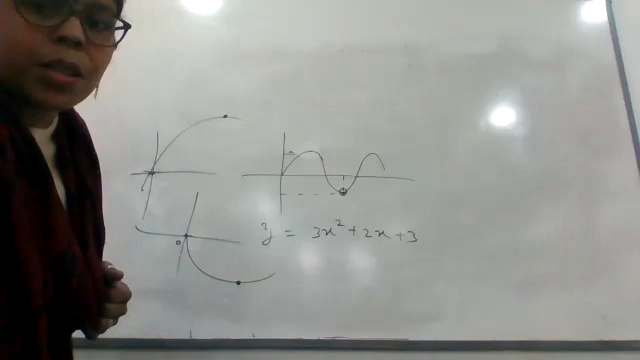 y = 3x² + 2x + 3